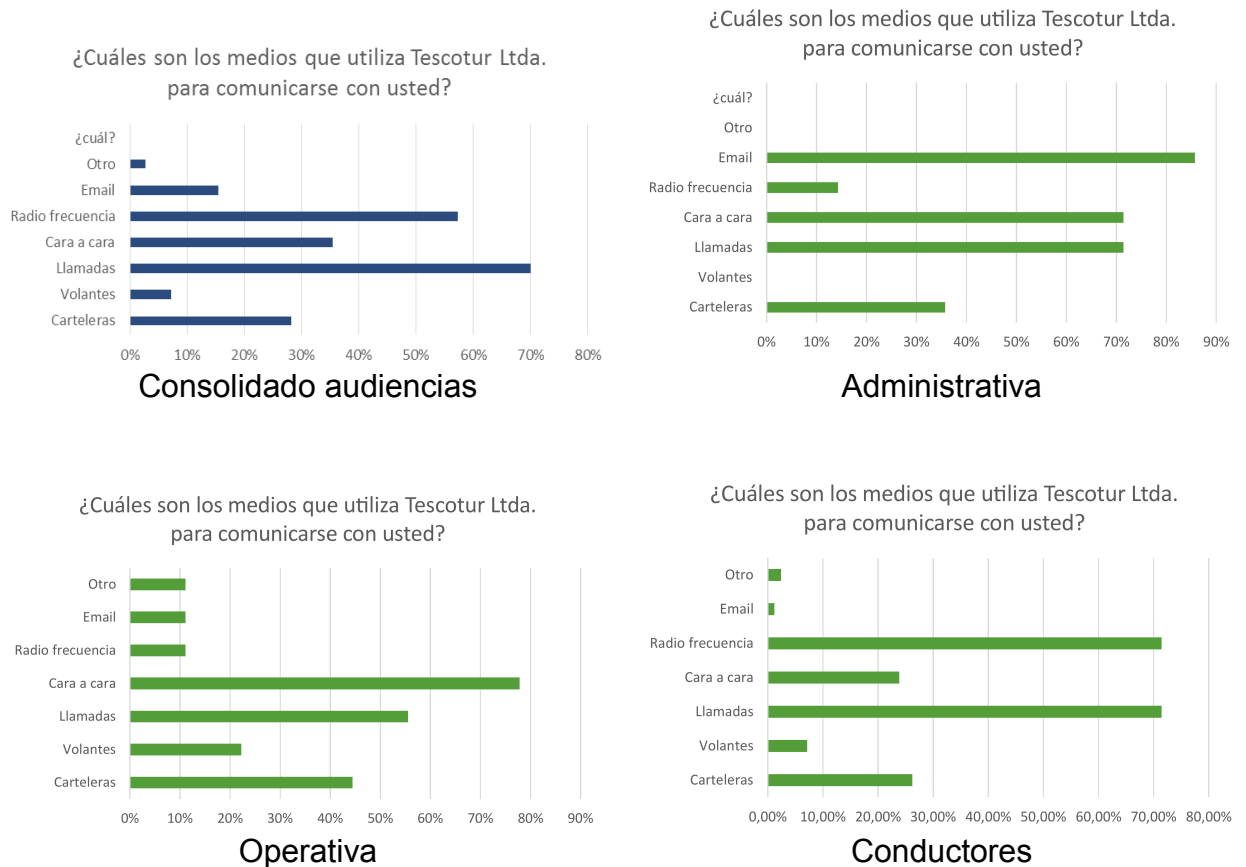 ¿Cuáles son los medios que utiliza Tescotur Ltda.
para comunicarse con usted?
¿cuál?
Otro
Email
Radio frecuencia
Cara a cara
Llamadas
Volantes
Carteleras
0% 10% 20% 30% 40% 50% 60% 70% 80%
Consolidado audiencias
¿Cuáles son los medios que utiliza Tescotur Ltda.
para comunicarse con usted?
¿cuál?
Otro
Email
Radio frecuencia
Cara a cara
Llamadas
Volantes
Carteleras
0% 10% 20% 30% 40% 50% 60% 70% 80% 90%
Administrativa
¿Cuáles son los medios que utiliza Tescotur Ltda.
para comunicarse con usted?
Otro
Email
Radio frecuencia
Cara a cara
Llamadas
Volantes
Carteleras
0% 10% 20% 30% 40% 50% 60% 70% 80% 90%
Operativa
¿Cuáles son los medios que utiliza Tescotur Ltda.
para comunicarse con usted?
Otro
Email
Radio frecuencia
Cara a cara
Llamadas
Volantes
Carteleras
0,00% 10,00% 20,00% 30,00% 40,00% 50,00% 60,00% 70,00% 80,00%
Conductores